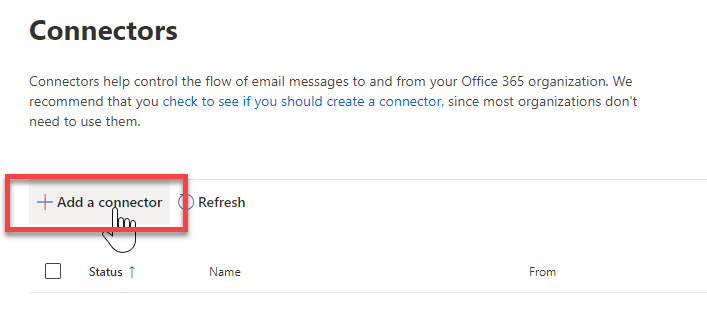 Connectors
Connectors help control the flow of email messages to and from your Office 365 organization. We
recommend that you check to see if you should create a connector, since most organizations don't
need to use them.
Add a connector Refresh
Status ↑ Name From